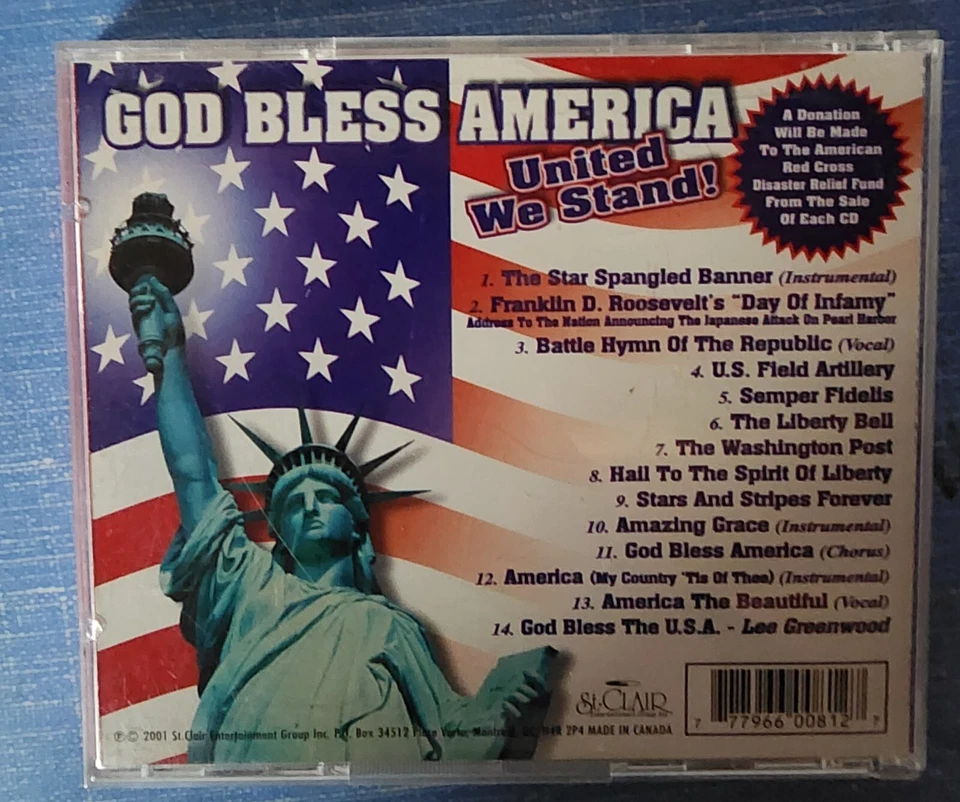 GOD BLESS AMERICA
United
We Stand!
A Donation
Will Be Made
To The American
Red Cross
Disaster Relief Fund
From The Sale
Of Each CD
1. The Star Spangled Banner (Instrumental)
2. Franklin D. Roosevelt's "Day Of Infamy"
Address To The Nation Announcing The Japanese Attack On Pearl Harbor
3. Battle Hymn Of The Republic (Vocal)
4. U.S. Field Artillery
5. Semper Fidelis
6. The Liberty Bell
7. The Washington Post
8. Hail To The Spirit Of Liberty
9. Stars And Stripes Forever
10. Amazing Grace (Instrumental)
11. God Bless America (Chorus)
12. America (My Country 'Tis Of Thee) (Instrumental)
13. America The Beautiful (Vocal)
14. God Bless The U.S.A. - Lee Greenwood
St. CLAIR
7 77966 00812 7
℗© 2001 St.Clair Entertainment Group Inc. P.O. Box 34512 Place Vertu, Montreal, QC, H4R 2P4 MADE IN CANADA